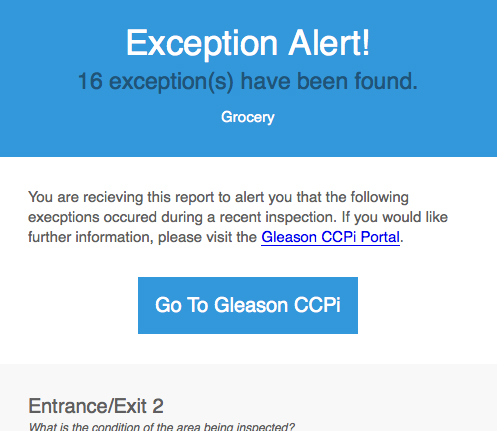 Exception Alert!
16 exception(s) have been found.
Grocery
You are recieving this report to alert you that the following
execptions occured during a recent inspection. If you would like
further information, please visit the Gleason CCPi Portal.
Go To Gleason CCPi
Entrance/Exit 2
What is the condition of the area being inspected?